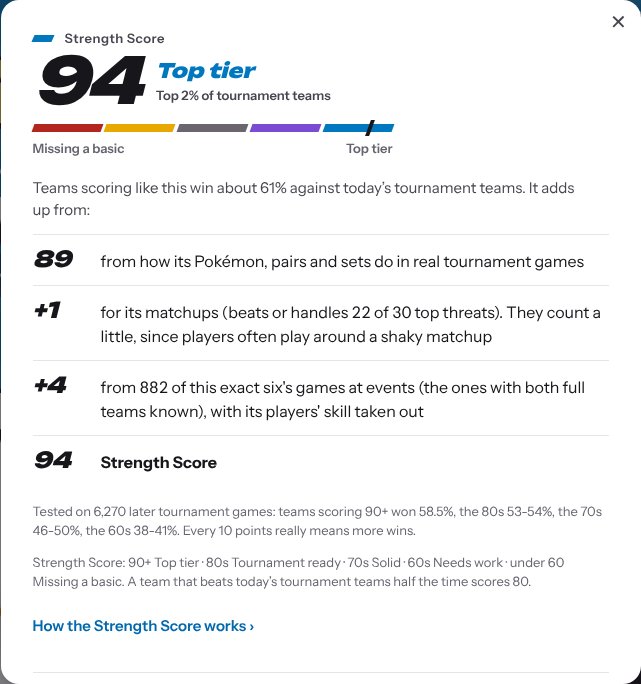 Strength Score
94 Top tier
Top 2% of tournament teams
Missing a basic Top tier
Teams scoring like this win about 61% against today's tournament teams. It adds
up from:
89 from how its Pokémon, pairs and sets do in real tournament games
+1 for its matchups (beats or handles 22 of 30 top threats). They count a
little, since players often play around a shaky matchup
+4 from 882 of this exact six's games at events (the ones with both full
teams known), with its players' skill taken out
94 Strength Score
Tested on 6,270 later tournament games: teams scoring 90+ won 58.5%, the 80s 53–54%, the 70s
46–50%, the 60s 38–41%. Every 10 points really means more wins.
Strength Score: 90+ Top tier · 80s Tournament ready · 70s Solid · 60s Needs work · under 60
Missing a basic. A team that beats today's tournament teams half the time scores 80.
How the Strength Score works ›